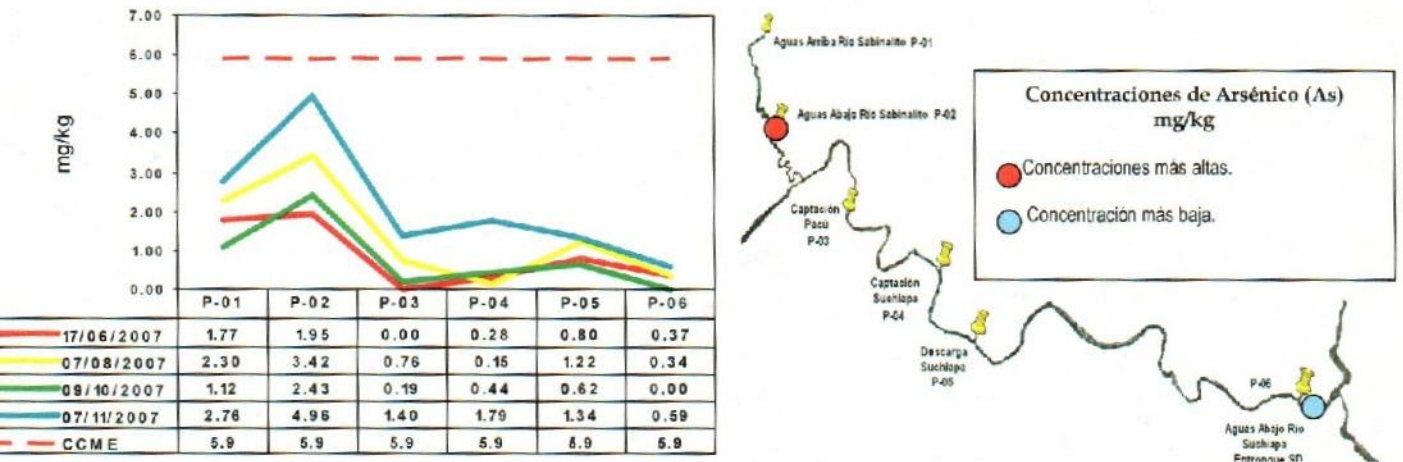 7.00
6.00
5.00
4.00
3.00
2.00
1.00
0.00
mg/kg
P-01 P-02 P-03 P-04 P-05 P-06
17/06/2007 1.77 1.95 0.00 0.28 0.80 0.37
07/08/2007 2.30 3.42 0.76 0.15 1.22 0.34
09/10/2007 1.12 2.43 0.19 0.44 0.62 0.00
07/11/2007 2.76 4.96 1.40 1.79 1.34 0.59
CCME 5.9 5.9 5.9 5.9 5.9 5.9
Aguas Arriba Río Sabinalito P-01
Aguas Abajo Río Sabinalito P-02
Captación
Pacú
P-03
Captación
Suchiapa
P-04
Descarga
Suchiapa
P-05
P-06
Aguas Abajo Río
Suchiapa
Entronque SD
Concentraciones de Arsénico (As)
mg/kg
Concentraciones más altas.
Concentración más baja.